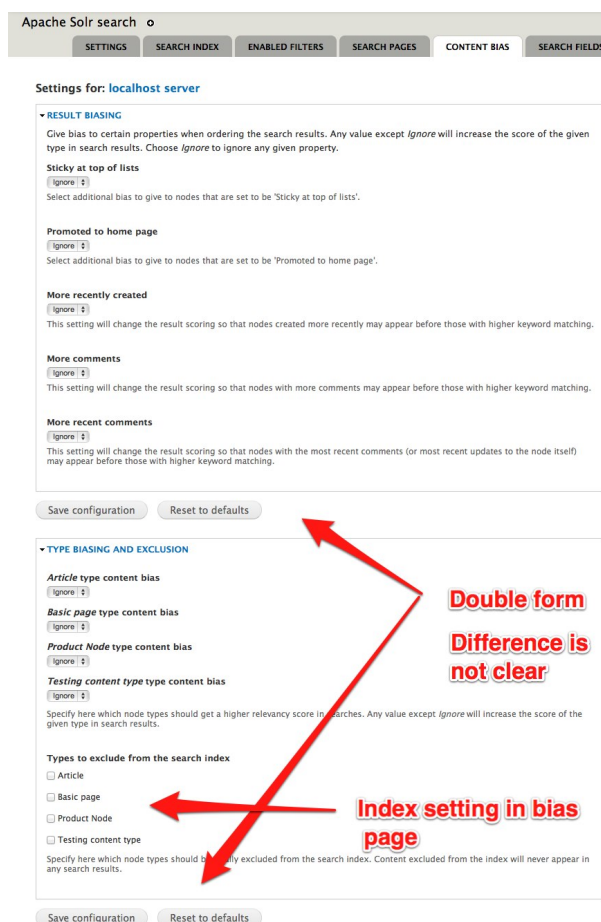 Apache Solr search
SETTINGS SEARCH INDEX ENABLED FILTERS SEARCH PAGES CONTENT BIAS SEARCH FIELDS
Settings for: localhost server
RESULT BIASING
Give bias to certain properties when ordering the search results. Any value except Ignore will increase the score of the given
type in search results. Choose Ignore to ignore any given property.
Sticky at top of lists
Ignore
Select additional bias to give to nodes that are set to be 'Sticky at top of lists'.
Promoted to home page
Ignore
Select additional bias to give to nodes that are set to be 'Promoted to home page'.
More recently created
Ignore
This setting will change the result scoring so that nodes created more recently may appear before those with higher keyword matching.
More comments
Ignore
This setting will change the result scoring so that nodes with more comments may appear before those with higher keyword matching.
More recent comments
Ignore
This setting will change the result scoring so that nodes with the most recent comments (or most recent updates to the node itself)
may appear before those with higher keyword matching.
Save configuration Reset to defaults
TYPE BIASING AND EXCLUSION
Article type content bias
Ignore
Basic page type content bias
Ignore
Product Node type content bias
Ignore
Testing content type type content bias
Ignore
Specify here which node types should get a higher relevancy score in searches. Any value except Ignore will increase the score of the
given type in search results.
Double form
Difference is
not clear
Types to exclude from the search index
Article
Basic page
Product Node
Testing content type
Index setting in bias
page
Specify here which node types should be excluded from the search index. Content excluded from the index will never appear in
any search results.
Save configuration Reset to defaults